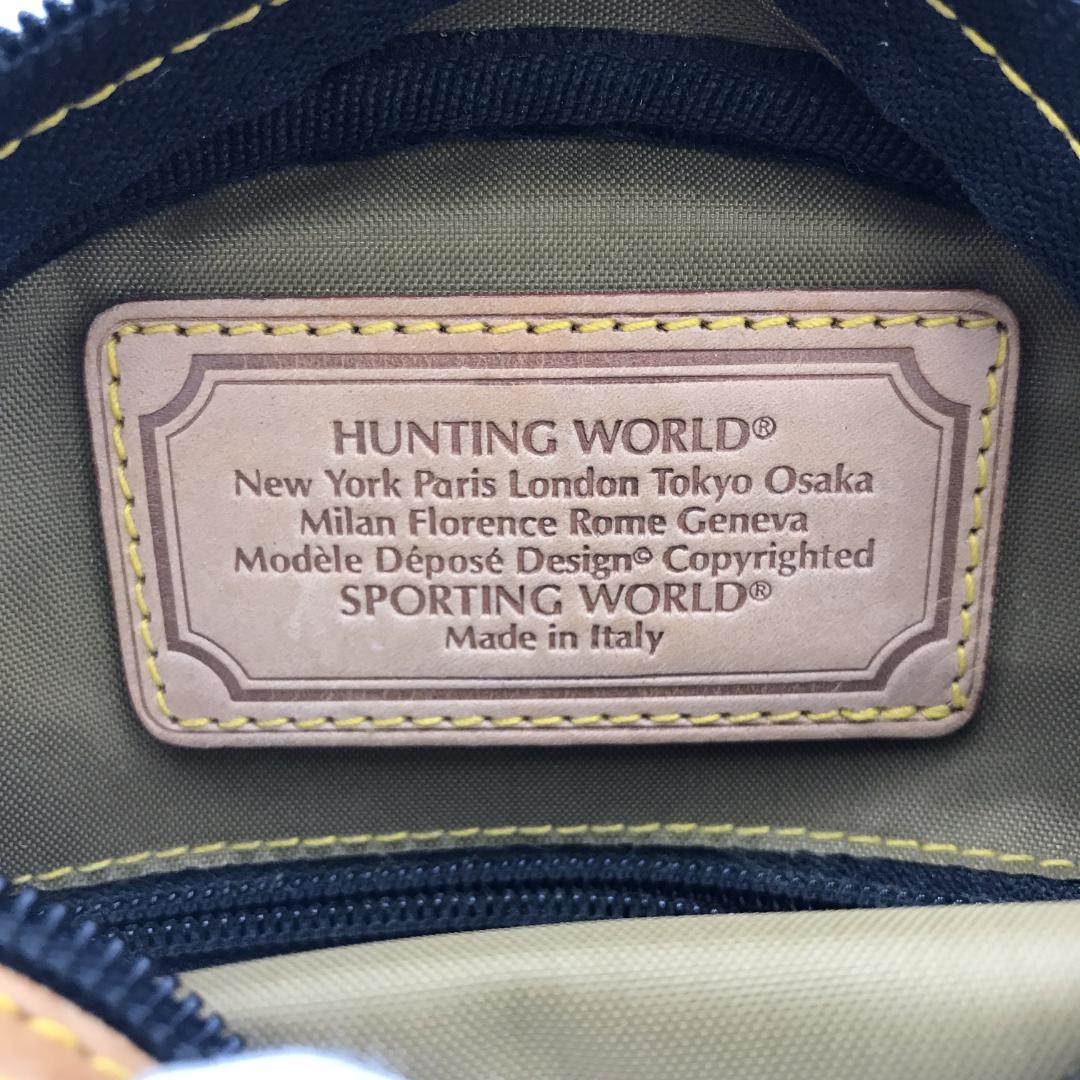 HUNTING WORLD®
New York Paris London Tokyo Osaka
Milan Florence Rome Geneva
Modèle Déposé Design© Copyrighted
SPORTING WORLD®
Made in Italy